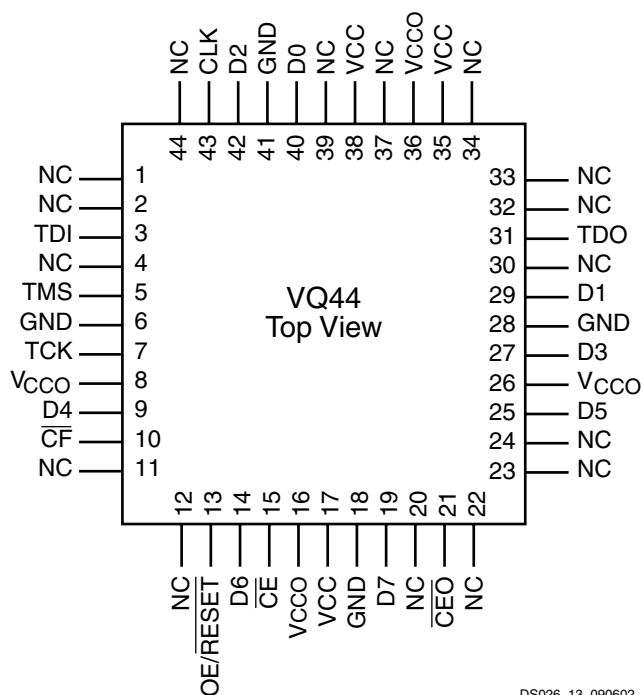 NC CLK D2 GND D0 NC VCC NC VCCO VCC NC
44 43 42 41 40 39 38 37 36 35 34
NC 1
NC 2
TDI 3
NC 4
TMS 5
GND 6
TCK 7
VCCO 8
D4 9
C̅F̅ 10
NC 11
VQ44
Top View
33 NC
32 NC
31 TDO
30 NC
29 D1
28 GND
27 D3
26 VCCO
25 D5
24 NC
23 NC
12 13 14 15 16 17 18 19 20 21 22
NC OE/R̅E̅S̅E̅T̅ D6 C̅E̅ VCCO VCC GND D7 NC C̅E̅O̅ NC
DS026_13_090602